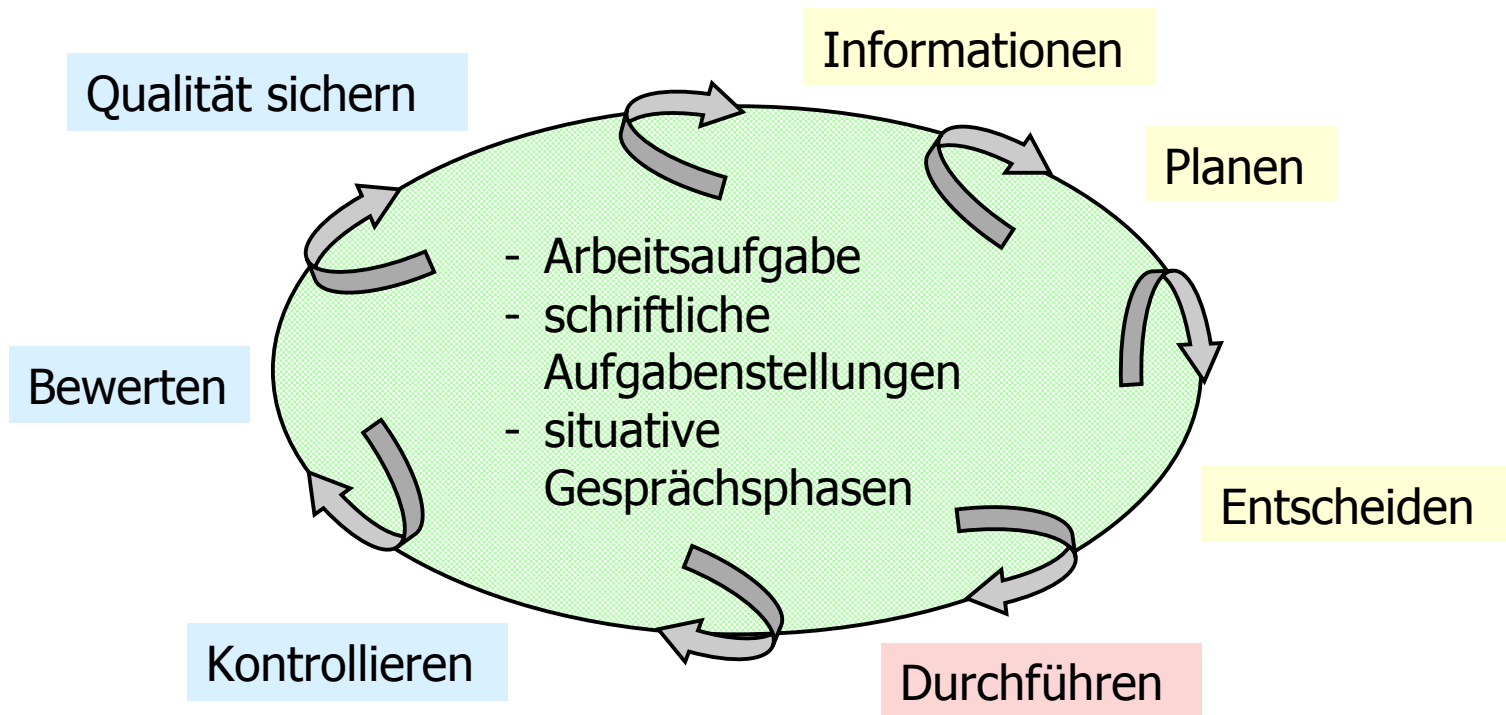 Informationen
Qualität sichern
Planen
- Arbeitsaufgabe
- schriftliche
Aufgabenstellungen
- situative
Gesprächsphasen
Bewerten
Entscheiden
Kontrollieren
Durchführen